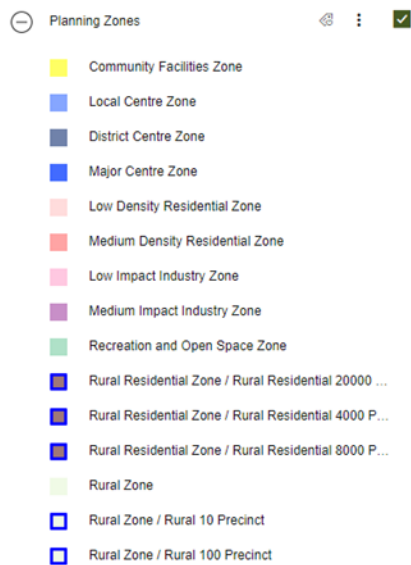 Planning Zones
Community Facilities Zone
Local Centre Zone
District Centre Zone
Major Centre Zone
Low Density Residential Zone
Medium Density Residential Zone
Low Impact Industry Zone
Medium Impact Industry Zone
Recreation and Open Space Zone
Rural Residential Zone / Rural Residential 20000 ...
Rural Residential Zone / Rural Residential 4000 P...
Rural Residential Zone / Rural Residential 8000 P...
Rural Zone
Rural Zone / Rural 10 Precinct
Rural Zone / Rural 100 Precinct